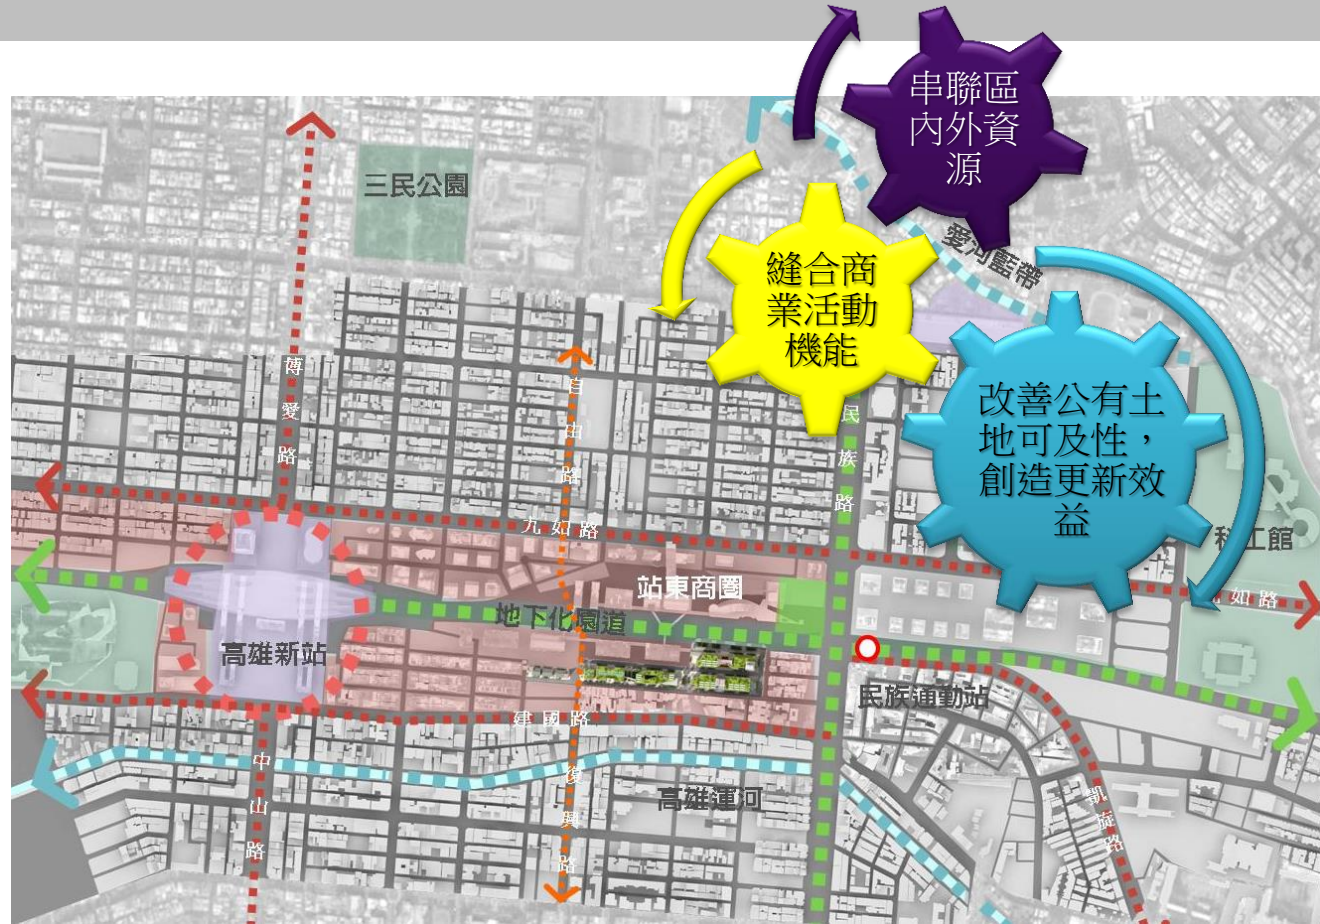 串聯區
內外資
源
三民公園
愛河藍帶
縫合商
業活動
機能
改善公有土
地可及性，
創造更新效
益
博愛路
自由路
民族路
九如路
科工館
九如路
站東商圈
地下化園道
高雄新站
民族運動站
建國路
中山路
復興路
高雄運河
凱旋路